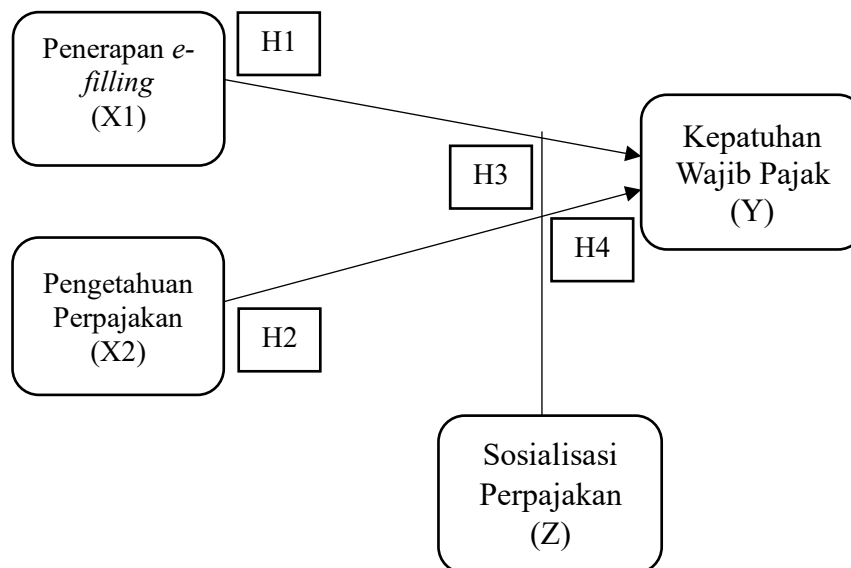 Penerapan e-
filling
(X1)
H1
Kepatuhan
Wajib Pajak
(Y)
H3
H4
Pengetahuan
Perpajakan
(X2)
H2
Sosialisasi
Perpajakan
(Z)